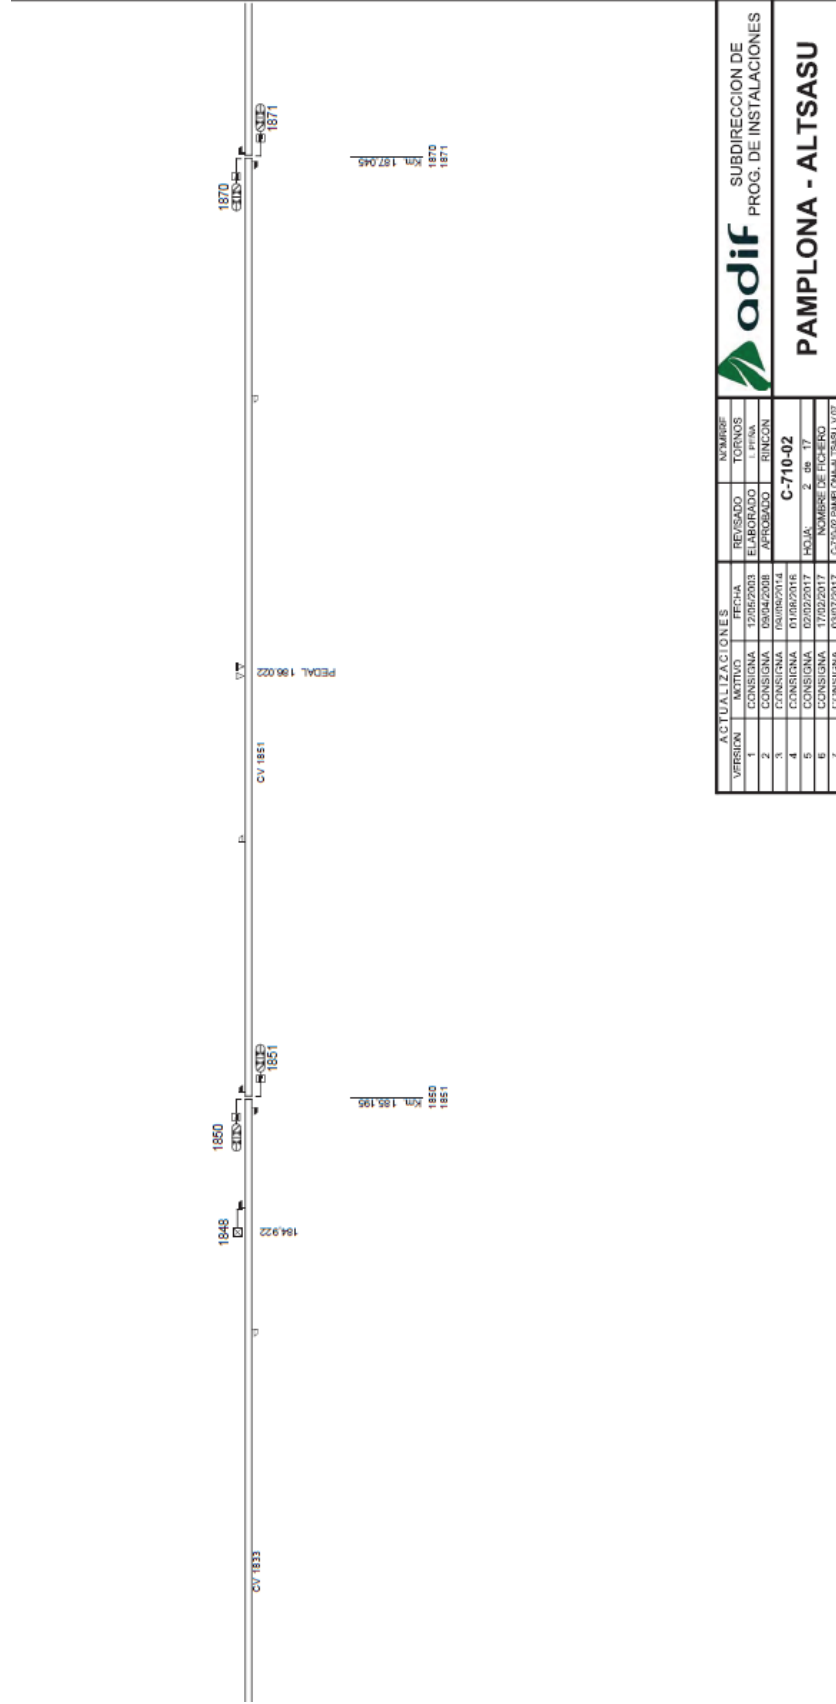 1871
1870
Km. 187.045
1870
1871
PEDAL 186.022
CV 1851
1851
1850
Km. 185.195
1850
1851
1848
184.922
CV 1833
adif
SUBDIRECCION DE
PROG. DE INSTALACIONES
PAMPLONA - ALTSASU
ACTUALIZACIONES
VERSION MOTIVO FECHA
1 CONSIGNA 12/05/2003
2 CONSIGNA 09/04/2008
3 CONSIGNA 09/09/2014
4 CONSIGNA 01/08/2016
5 CONSIGNA 02/02/2017
6 CONSIGNA 17/02/2017
NOMBRE
REVISADO TORNOS
ELABORADO I. PEÑA
APROBADO RINCON
C-710-02
HOJA: 2 de 17
NOMBRE DE FICHERO